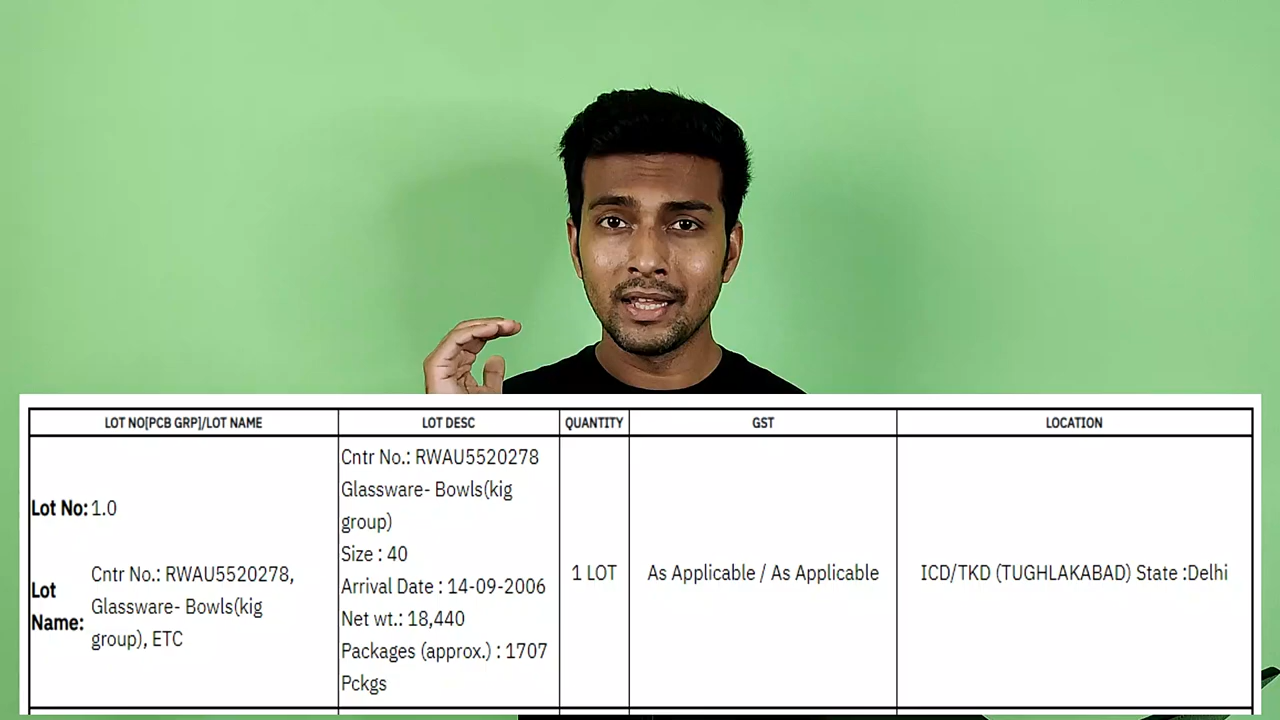 LOT NO[PCB GRP]/LOT NAME
LOT DESC
QUANTITY
GST
LOCATION
Lot No: 1.0
Lot Name:
Cntr No.: RWAU5520278,
Glassware- Bowls(kig
group), ETC
Cntr No.: RWAU5520278
Glassware- Bowls(kig
group)
Size : 40
Arrival Date : 14-09-2006
Net wt.: 18,440
Packages (approx.) : 1707
Pckgs
1 LOT
As Applicable / As Applicable
ICD/TKD (TUGHLAKABAD) State :Delhi